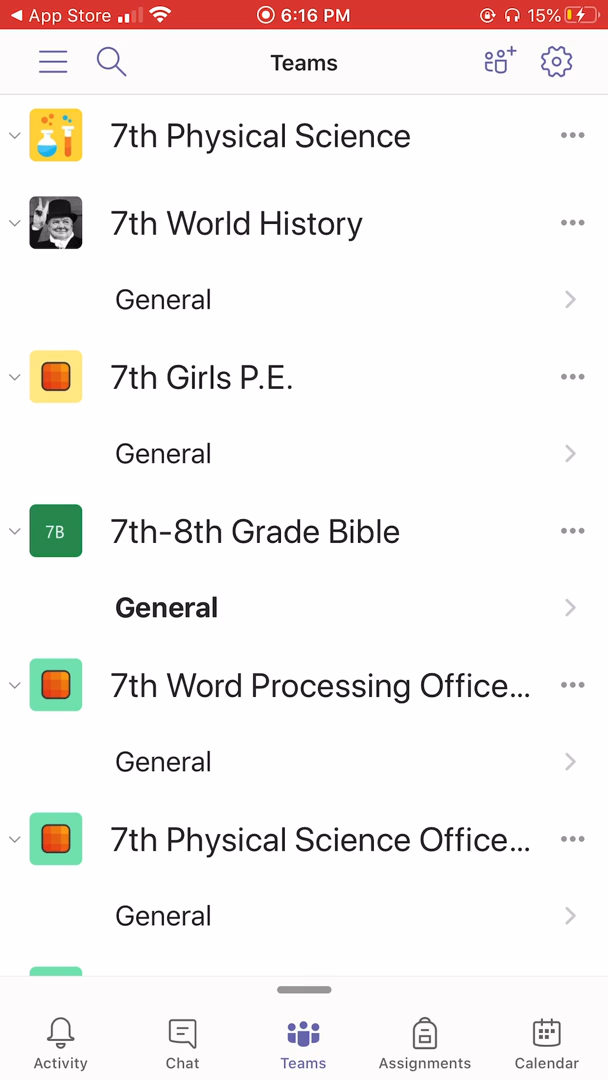 App Store 6:16 PM 15%
Teams
7th Physical Science
7th World History
General
7th Girls P.E.
General
7B 7th-8th Grade Bible
General
7th Word Processing Office...
General
7th Physical Science Office...
General
Activity Chat Teams Assignments Calendar